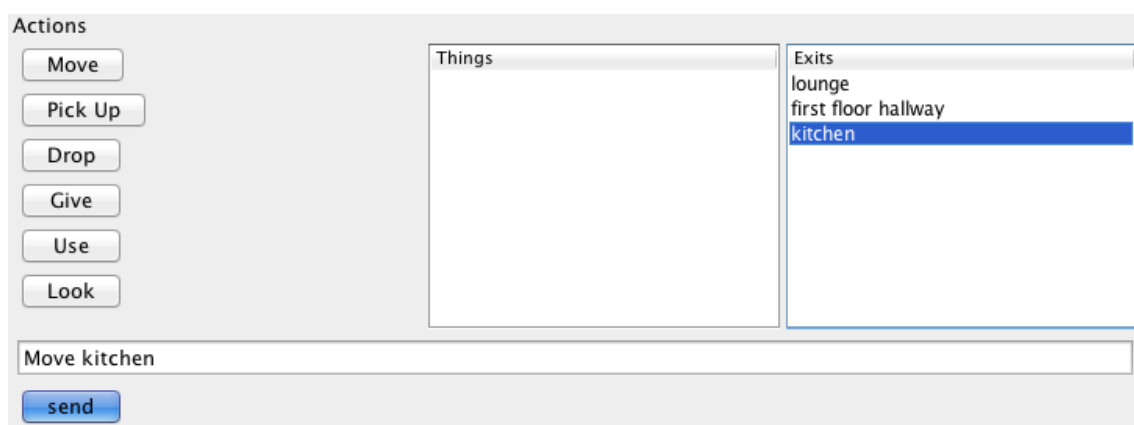 Actions
Move
Pick Up
Drop
Give
Use
Look
Things
Exits
lounge
first floor hallway
kitchen
Move kitchen
send